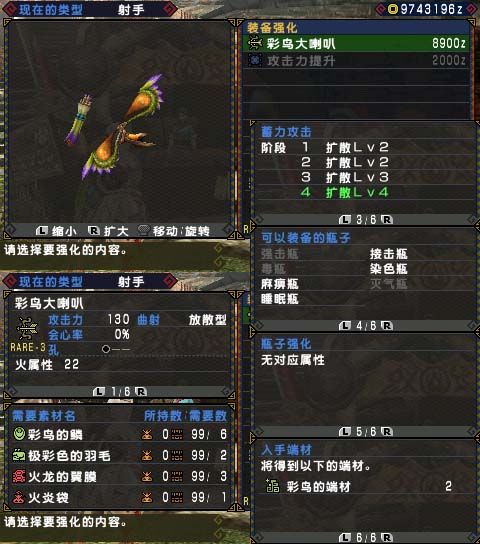 现在的类型 射手
9743196z
装备强化
彩鸟大喇叭 8900z
攻击力提升 2000z
L 缩小 R 扩大 移动/旋转
请选择要强化的内容。
蓄力攻击
阶段 1 扩散Lv2
2 扩散Lv2
3 扩散Lv3
4 扩散Lv4
L 3/6 R
可以装备的瓶子
强击瓶 接击瓶
毒瓶 染色瓶
麻痹瓶 灭气瓶
睡眠瓶
L 4/6 R
现在的类型 射手
彩鸟大喇叭
攻击力 130 曲射 放散型
会心率 0%
RARE-3 孔 ●——
火属性 22
L 1/6 R
需要素材名 所持数/需要数
彩鸟的鳞 0 99/ 6
极彩色的羽毛 0 99/ 2
火龙的翼膜 0 99/ 3
火炎袋 0 99/ 1
请选择要强化的内容。
瓶子强化
无对应属性
L 5/6 R
入手端材
将得到以下的端材。
彩鸟的端材 2
L 6/6 R